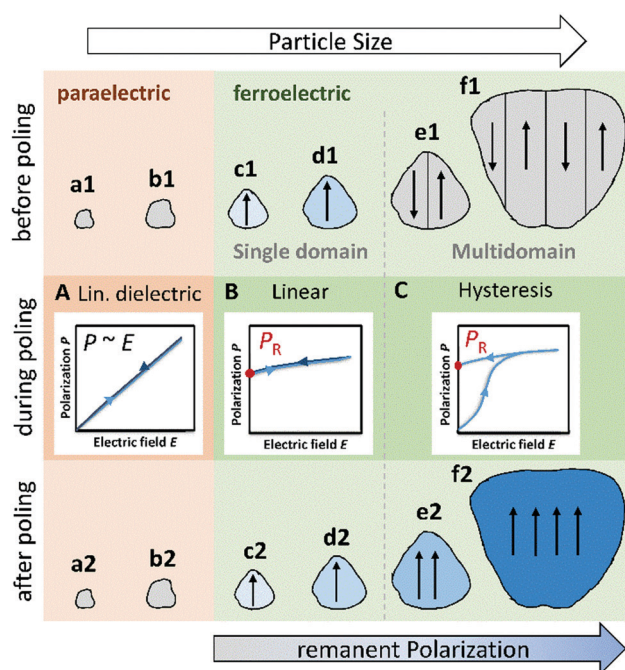 Particle Size
paraelectric
ferroelectric
before poling
a1
b1
c1
d1
e1
f1
Single domain
Multidomain
during poling
A Lin. dielectric
B Linear
C Hysteresis
P ~ E
Polarization P
Electric field E
P_R
Polarization P
Electric field E
P_R
Polarization P
Electric field E
after poling
a2
b2
c2
d2
e2
f2
remanent Polarization